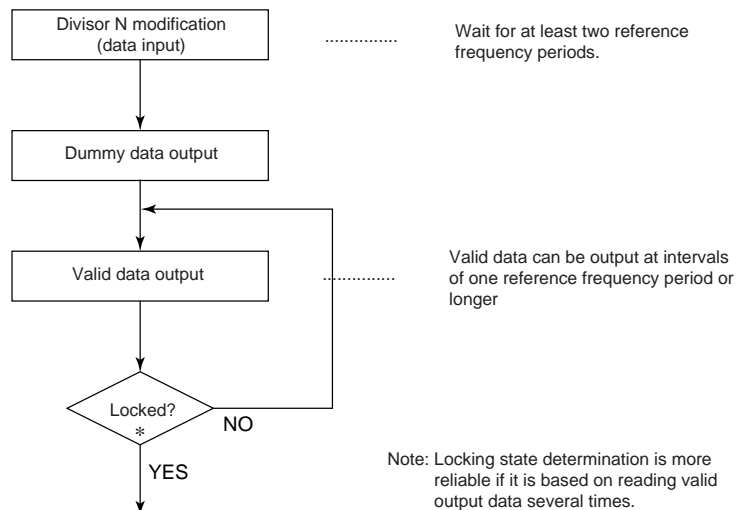 Divisor N modification
(data input)
...............
Wait for at least two reference
frequency periods.
Dummy data output
Valid data output
...............
Valid data can be output at intervals
of one reference frequency period or
longer
Locked?
*
NO
YES
Note: Locking state determination is more
reliable if it is based on reading valid
output data several times.